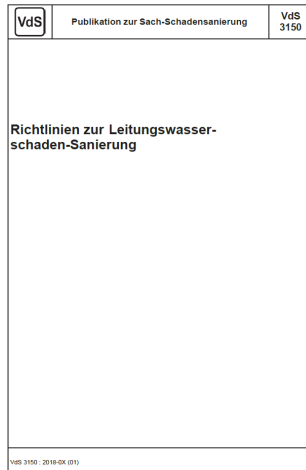 VdS
Publikation zur Sach-Schadensanierung
VdS
3150
Richtlinien zur Leitungswasser-
schaden-Sanierung
VdS 3150 : 2018-0X (01)